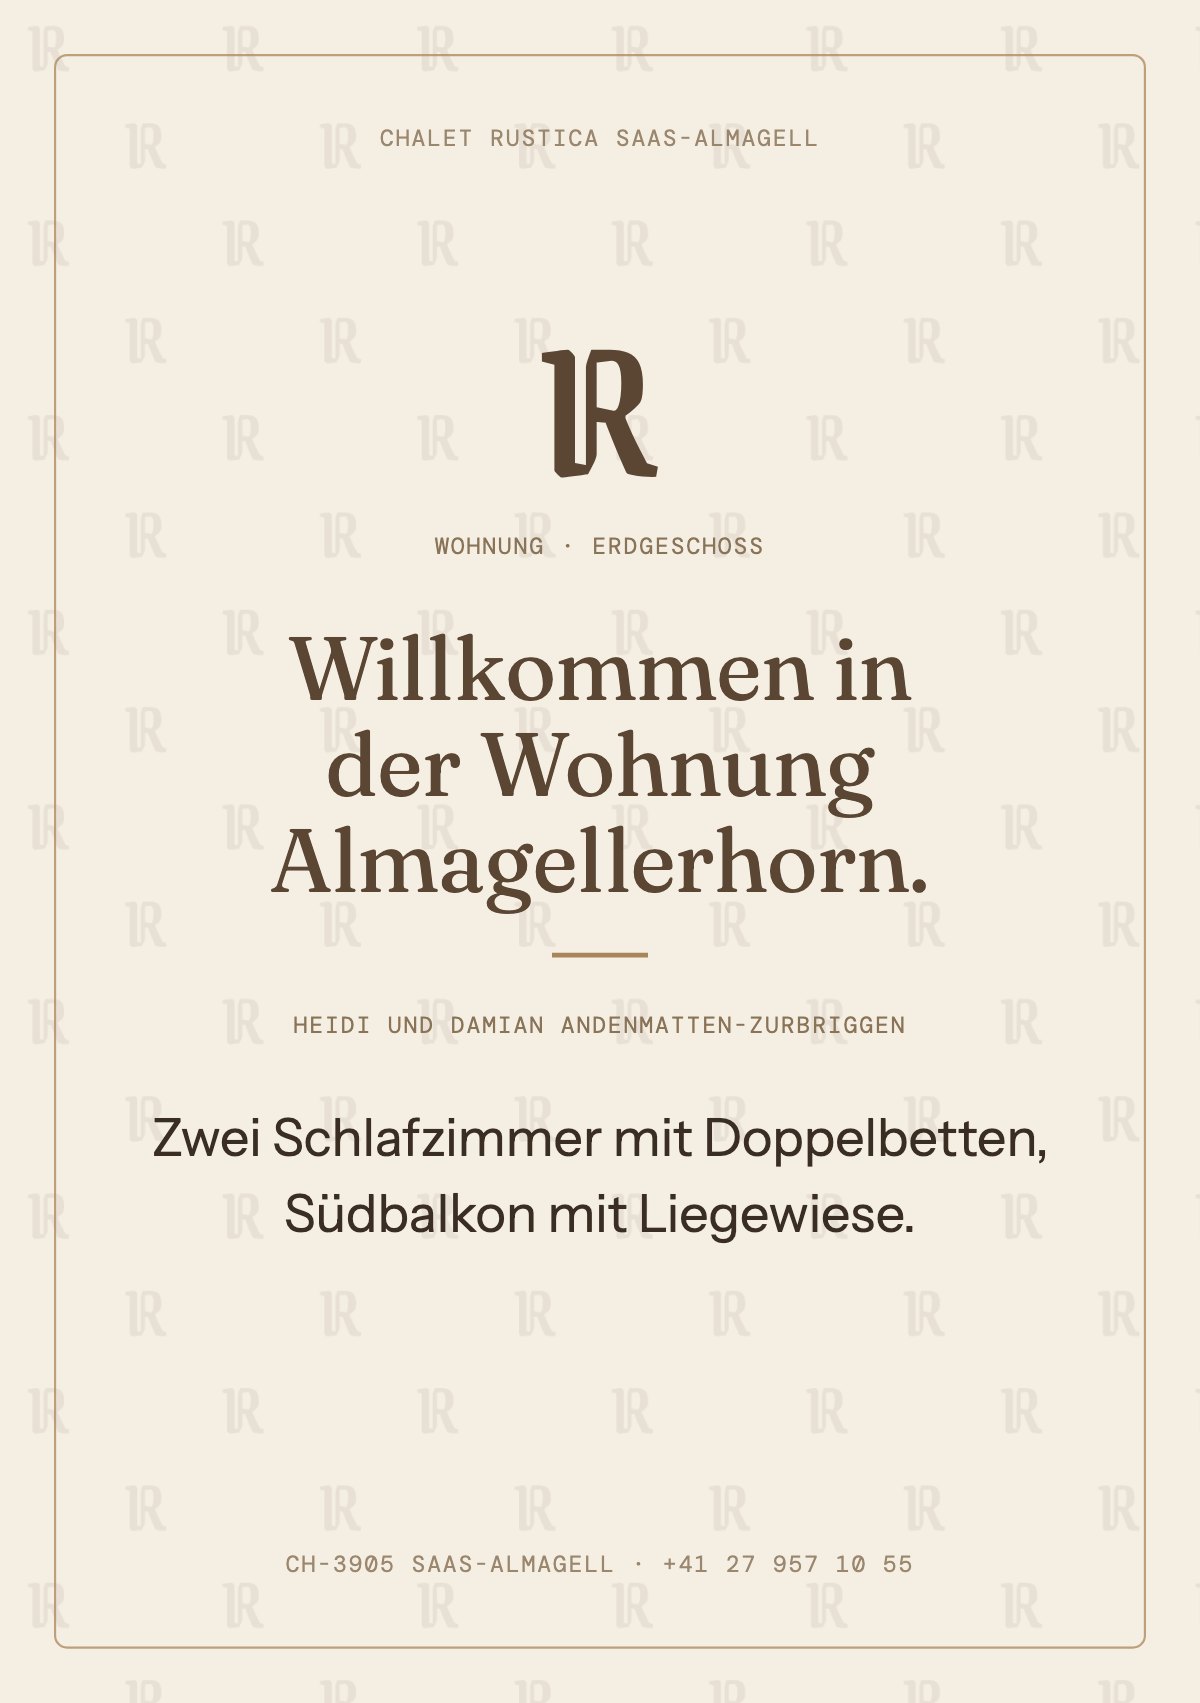 CHALET RUSTICA SAAS-ALMAGELL
R
WOHNUNG · ERDGESCHOSS
Willkommen in
der Wohnung
Almagellerhorn.
HEIDI UND DAMIAN ANDENMATTEN-ZURBRIGGEN
Zwei Schlafzimmer mit Doppelbetten,
Südbalkon mit Liegewiese.
CH-3905 SAAS-ALMAGELL · +41 27 957 10 55